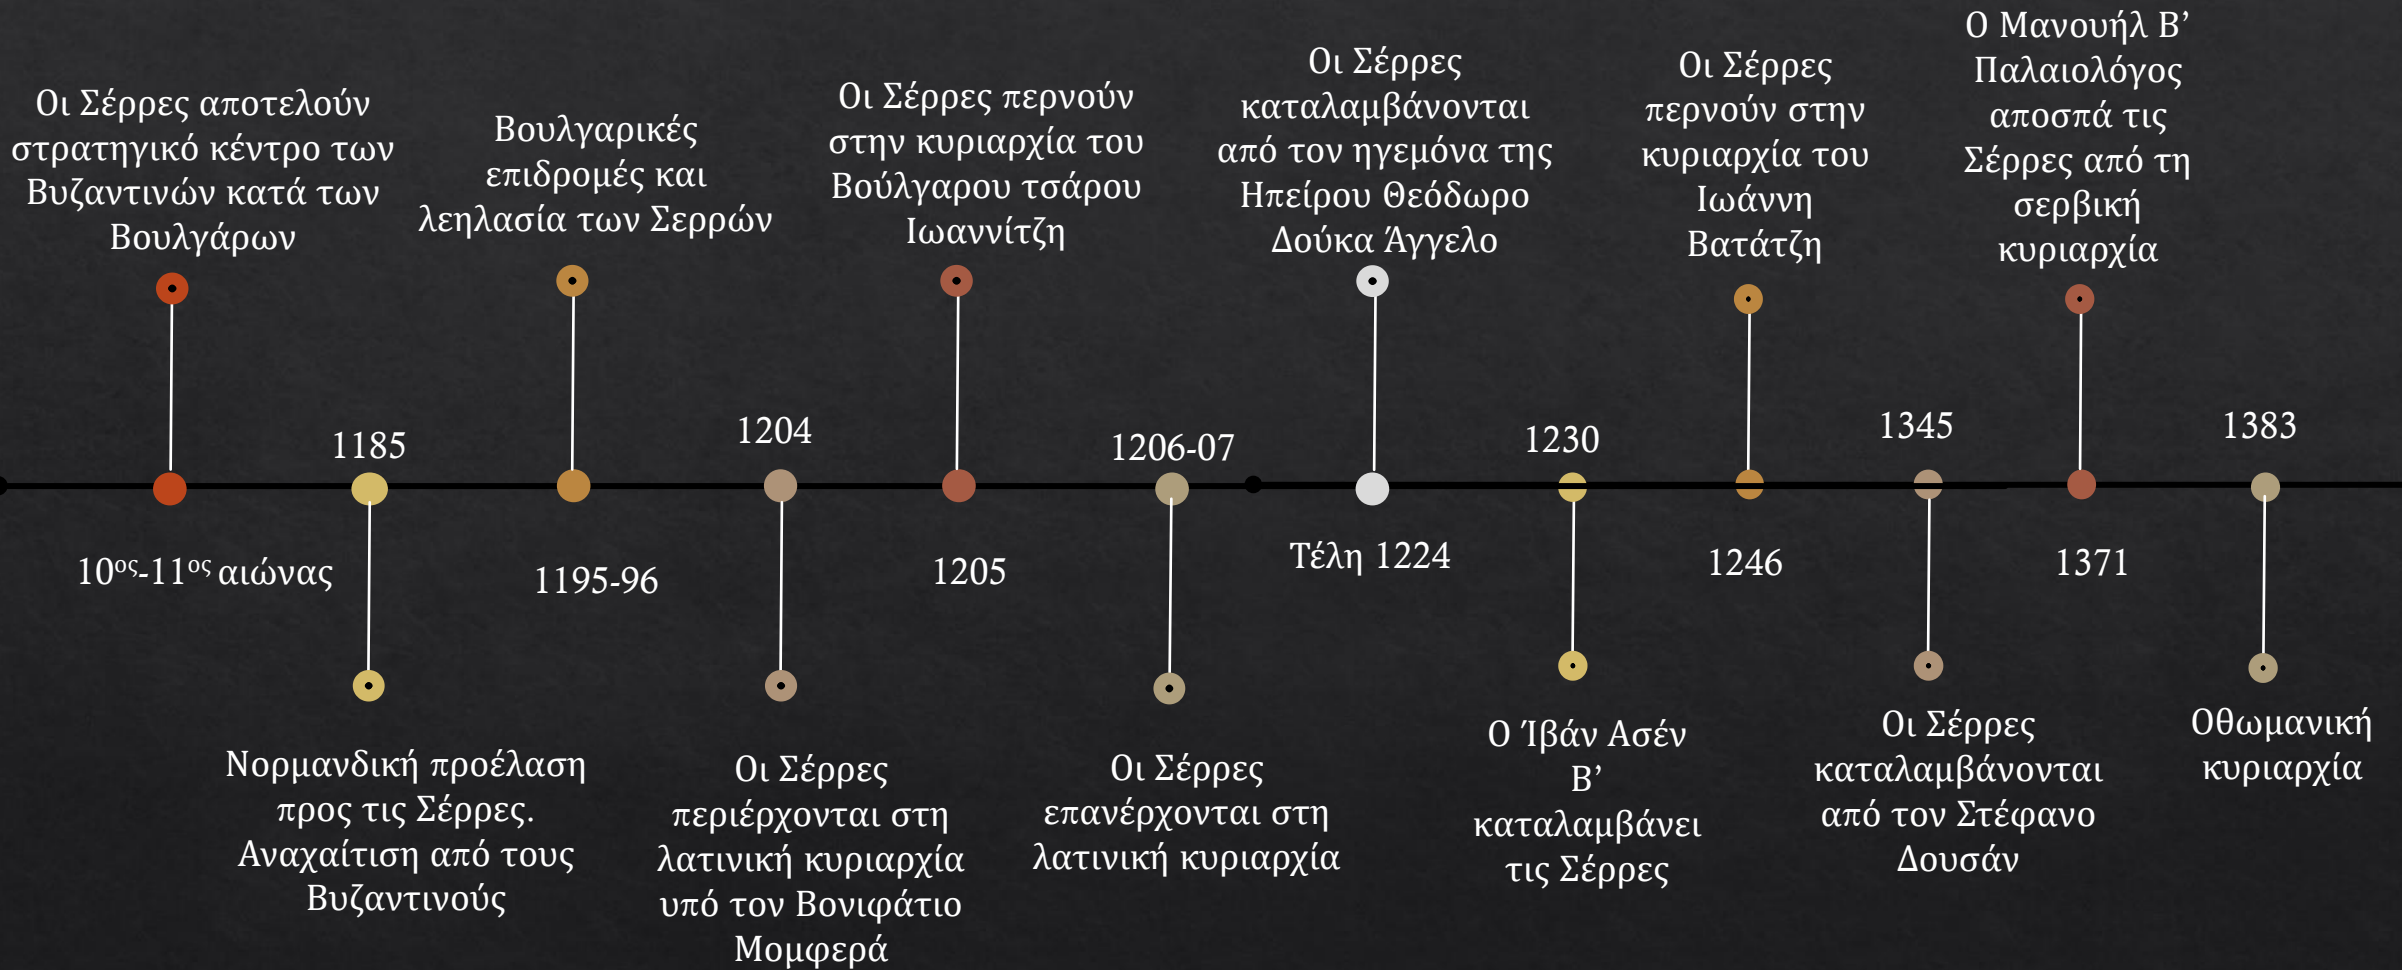 Οι Σέρρες αποτελούν
στρατηγικό κέντρο των
Βυζαντινών κατά των
Βουλγάρων
10ος-11ος αιώνας
1185
Νορμανδική προέλαση
προς τις Σέρρες.
Αναχαίτιση από τους
Βυζαντινούς
Βουλγαρικές
επιδρομές και
λεηλασία των Σερρών
1195-96
1204
Οι Σέρρες
περιέρχονται στη
λατινική κυριαρχία
υπό τον Βονιφάτιο
Μομφερά
Οι Σέρρες περνούν
στην κυριαρχία του
Βούλγαρου τσάρου
Ιωαννίτζη
1205
1206-07
Οι Σέρρες
επανέρχονται στη
λατινική κυριαρχία
Οι Σέρρες
καταλαμβάνονται
από τον ηγεμόνα της
Ηπείρου Θεόδωρο
Δούκα Άγγελο
Τέλη 1224
1230
Ο Ίβάν Ασέν
Β’
καταλαμβάνει
τις Σέρρες
Οι Σέρρες
περνούν στην
κυριαρχία του
Ιωάννη
Βατάτζη
1246
1345
Οι Σέρρες
καταλαμβάνονται
από τον Στέφανο
Δουσάν
Ο Μανουήλ Β’
Παλαιολόγος
αποσπά τις
Σέρρες από τη
σερβική
κυριαρχία
1371
1383
Οθωμανική
κυριαρχία